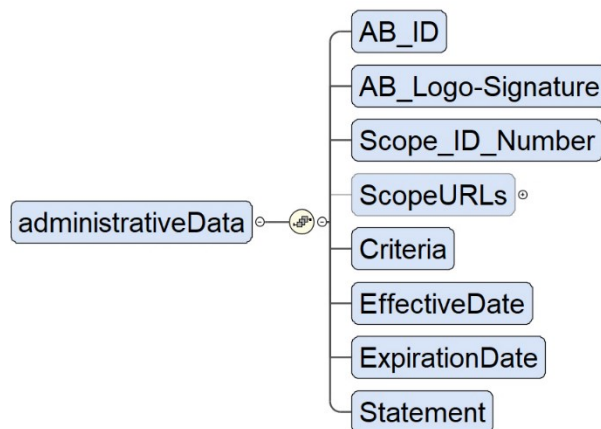 AB_ID
AB_Logo-Signature
Scope_ID_Number
ScopeURLs
administrativeData
Criteria
EffectiveDate
ExpirationDate
Statement